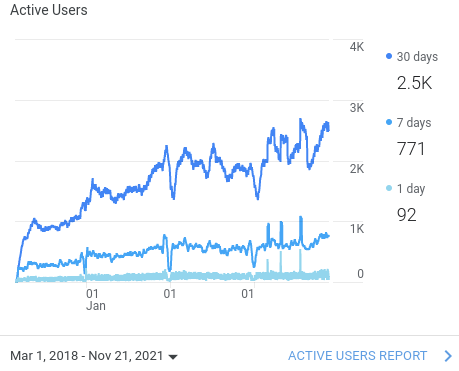 Active Users
4K
3K
2K
1K
0
01
Jan
01
01
30 days
2.5K
7 days
771
1 day
92
Mar 1, 2018 - Nov 21, 2021
ACTIVE USERS REPORT